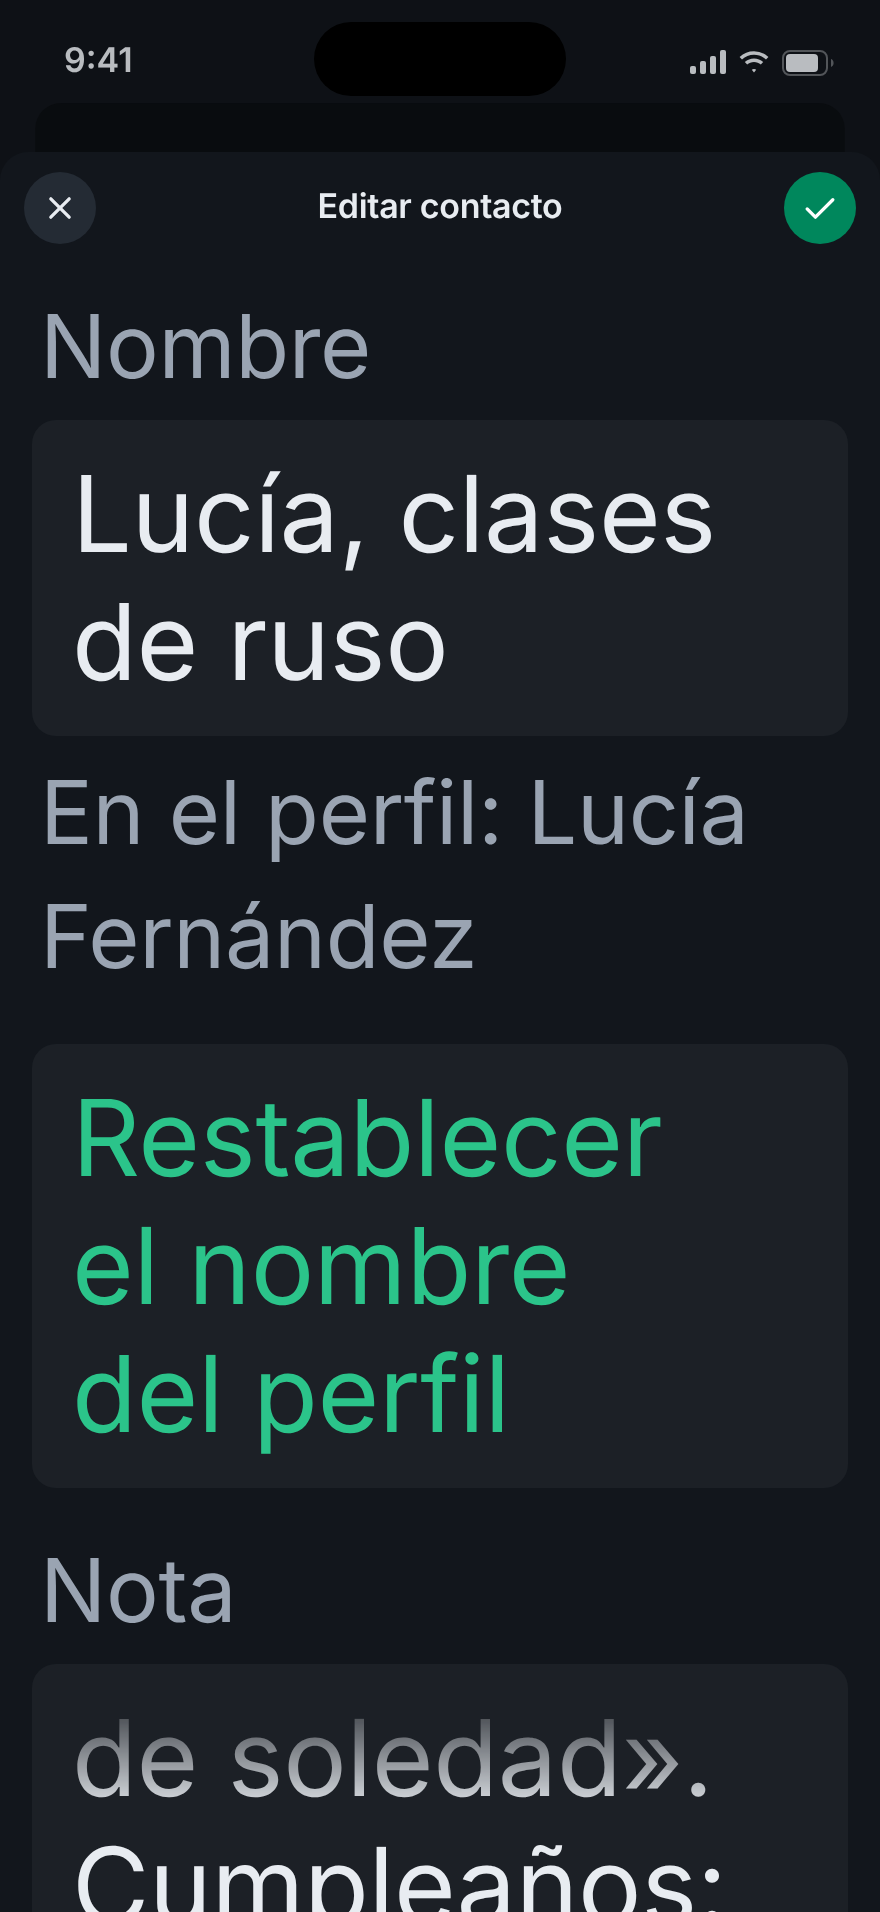 9:41
Editar contacto
Nombre
Lucía, clases
de ruso
En el perfil: Lucía
Fernández
Restablecer
el nombre
del perfil
Nota
de soledad».
Cumpleaños: